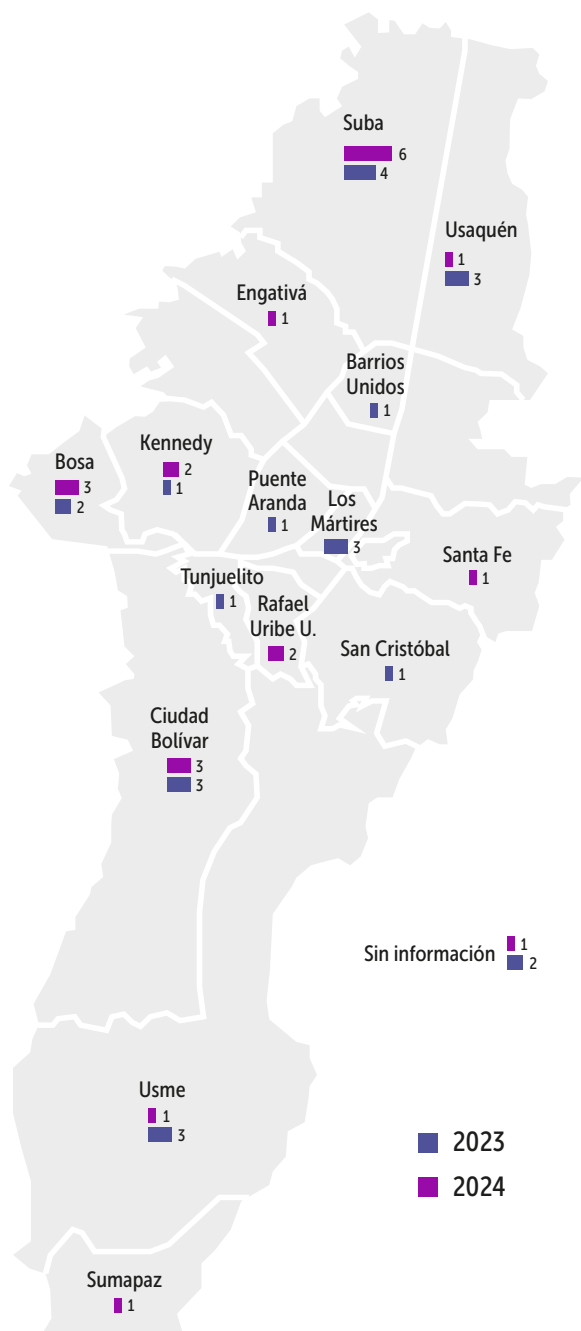 Suba
6
4
Usaquén
1
3
Engativá
1
Barrios
Unidos
1
Kennedy
2
1
Bosa
3
2
Puente
Aranda
1
Los
Mártires
3
Santa Fe
1
Tunjuelito
1
Rafael
Uribe U.
2
San Cristóbal
1
Ciudad
Bolívar
3
3
Sin información
1
2
Usme
1
3
2023
2024
Sumapaz
1